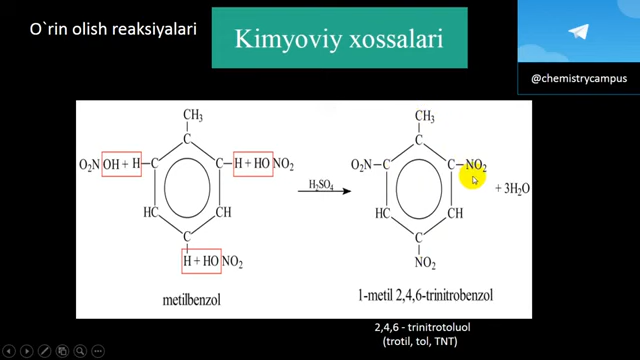 O`rin olish reaksiyalari
Kimyoviy xossalari
@chemistrycampus
CH3 CH3
C C
O2N OH + H — C C — H + HO NO2 O2N — C C — NO2
H2SO4
+ 3H2O
HC CH HC CH
C C
H + HO NO2 NO2
metilbenzol 1-metil 2,4,6-trinitrobenzol
2,4,6 - trinitrotoluol
(trotil, tol, TNT)